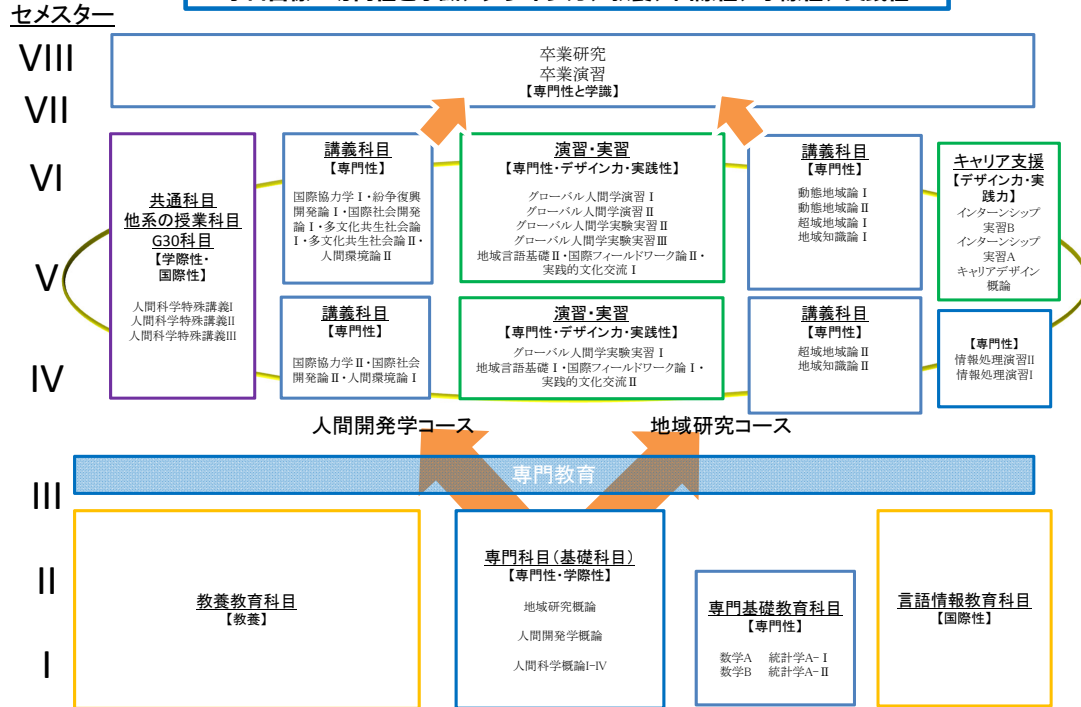 セメスター
VIII
卒業研究
卒業演習
【専門性と学識】
VII
VI
共通科目
他系の授業科目
G30科目
【学際性・
国際性】
人間科学特殊講義I
人間科学特殊講義II
人間科学特殊講義III
講義科目
【専門性】
国際協力学Ⅰ・紛争復興
開発論Ⅰ・国際社会開発
論Ⅰ・多文化共生社会論
Ⅰ・多文化共生社会論Ⅱ・
人間環境論Ⅱ
演習・実習
【専門性・デザイン力・実践性】
グローバル人間学演習Ⅰ
グローバル人間学演習Ⅱ
グローバル人間学実験実習Ⅱ
グローバル人間学実験実習Ⅲ
地域言語基礎Ⅱ・国際フィールドワーク論Ⅱ・
実践的文化交流Ⅰ
講義科目
【専門性】
動態地域論Ⅰ
動態地域論Ⅱ
超域地域論Ⅰ
地域知識論Ⅰ
キャリア支援
【デザイン力・実
践力】
インターンシップ
実習B
インターンシップ
実習A
キャリアデザイン
概論
V
講義科目
【専門性】
国際協力学Ⅱ・国際社会
開発論Ⅱ・人間環境論Ⅰ
演習・実習
【専門性・デザイン力・実践性】
グローバル人間学実験実習Ⅰ
地域言語基礎Ⅰ・国際フィールドワーク論Ⅰ・
実践的文化交流Ⅱ
講義科目
【専門性】
超域地域論Ⅱ
地域知識論Ⅱ
【専門性】
情報処理演習II
情報処理演習I
IV
人間開発学コース
地域研究コース
専門教育
III
II
教養教育科目
【教養】
専門科目（基礎科目）
【専門性・学際性】
地域研究概論
人間開発学概論
人間科学概論I-IV
専門基礎教育科目
【専門性】
数学A 統計学A-Ⅰ
数学B 統計学A-Ⅱ
言語情報教育科目
【国際性】
I